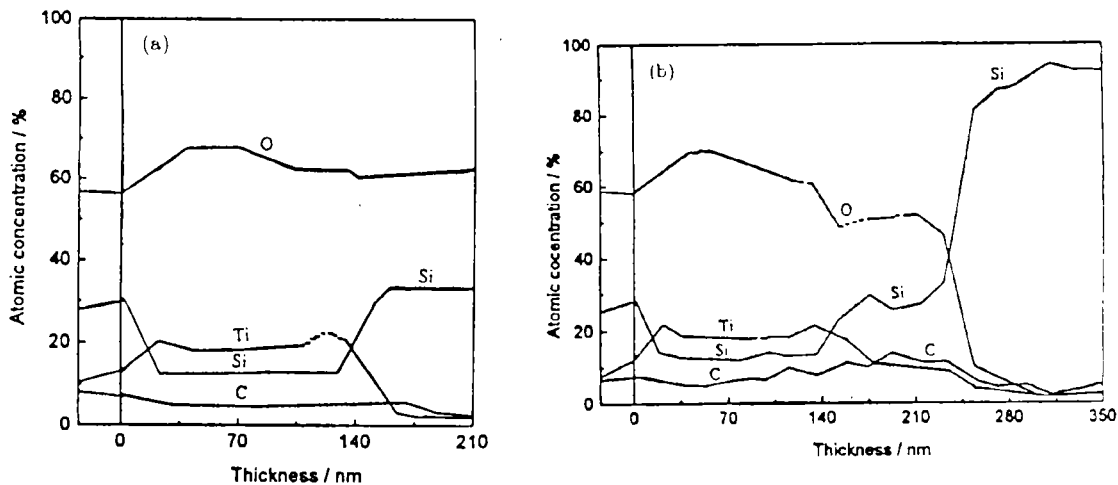 (a)
100
80
60
40
20
0
Atomic concentration / %
O
Si
Ti
Si
C
0 70 140 210
Thickness / nm
(b)
100
80
60
40
20
0
Atomic cocentration / %
Si
O
Si
Ti
Si
C
C
0 70 140 210 280 350
Thickness / nm